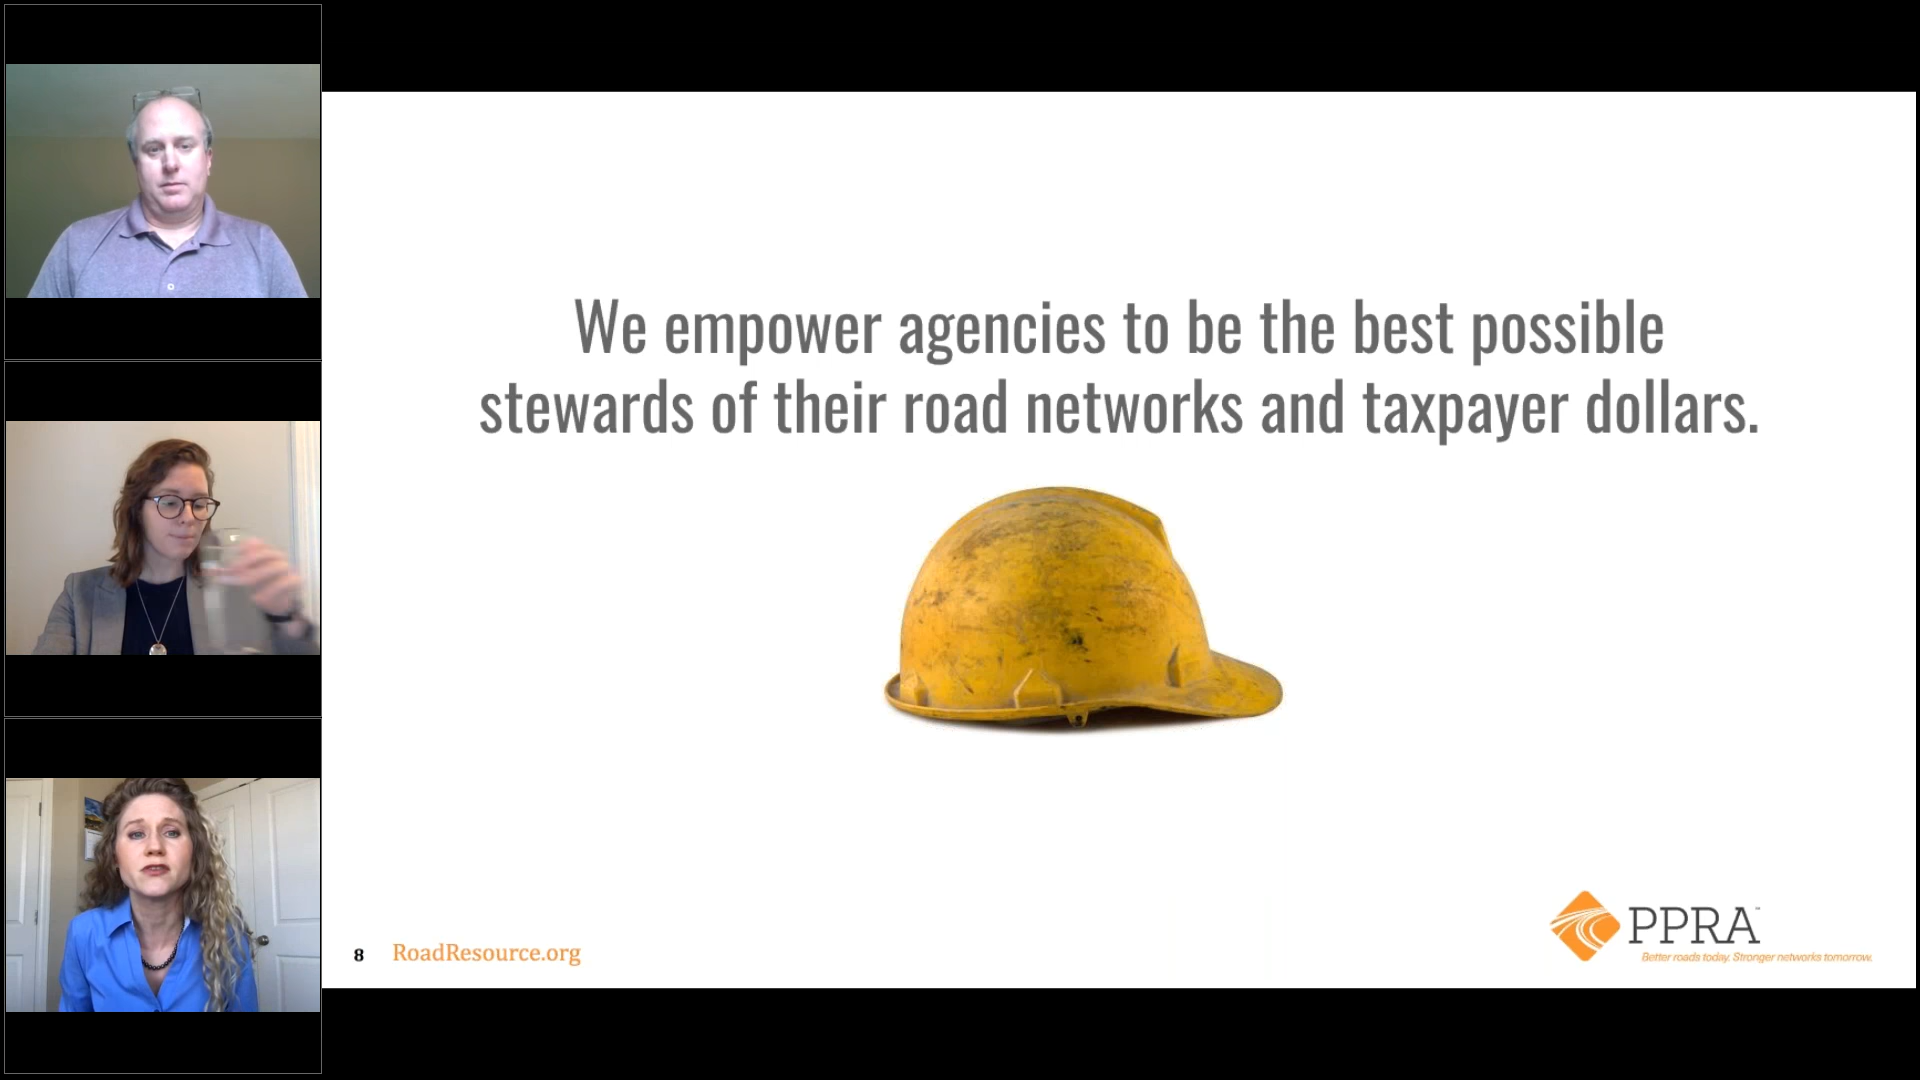 We empower agencies to be the best possible
stewards of their road networks and taxpayer dollars.
8 RoadResource.org
PPRA™
Better roads today. Stronger networks tomorrow.